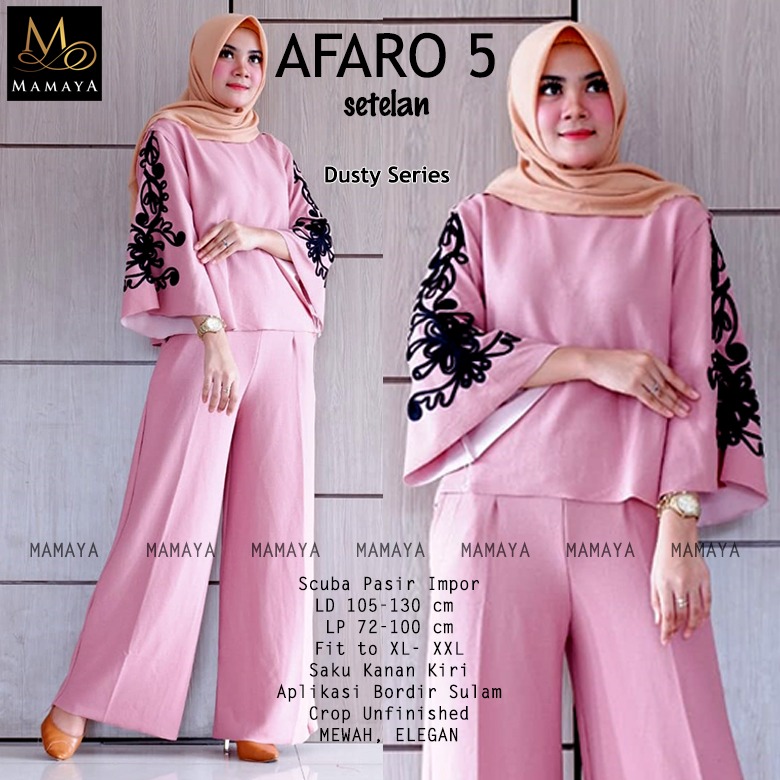 M
MAMAYA
AFARO 5
setelan
Dusty Series
MAMAYA MAMAYA MAMAYA MAMAYA MAMAYA MAMAYA MAMAYA
Scuba Pasir Impor
LD 105-130 cm
LP 72-100 cm
Fit to XL- XXL
Saku Kanan Kiri
Aplikasi Bordir Sulam
Crop Unfinished
MEWAH, ELEGAN